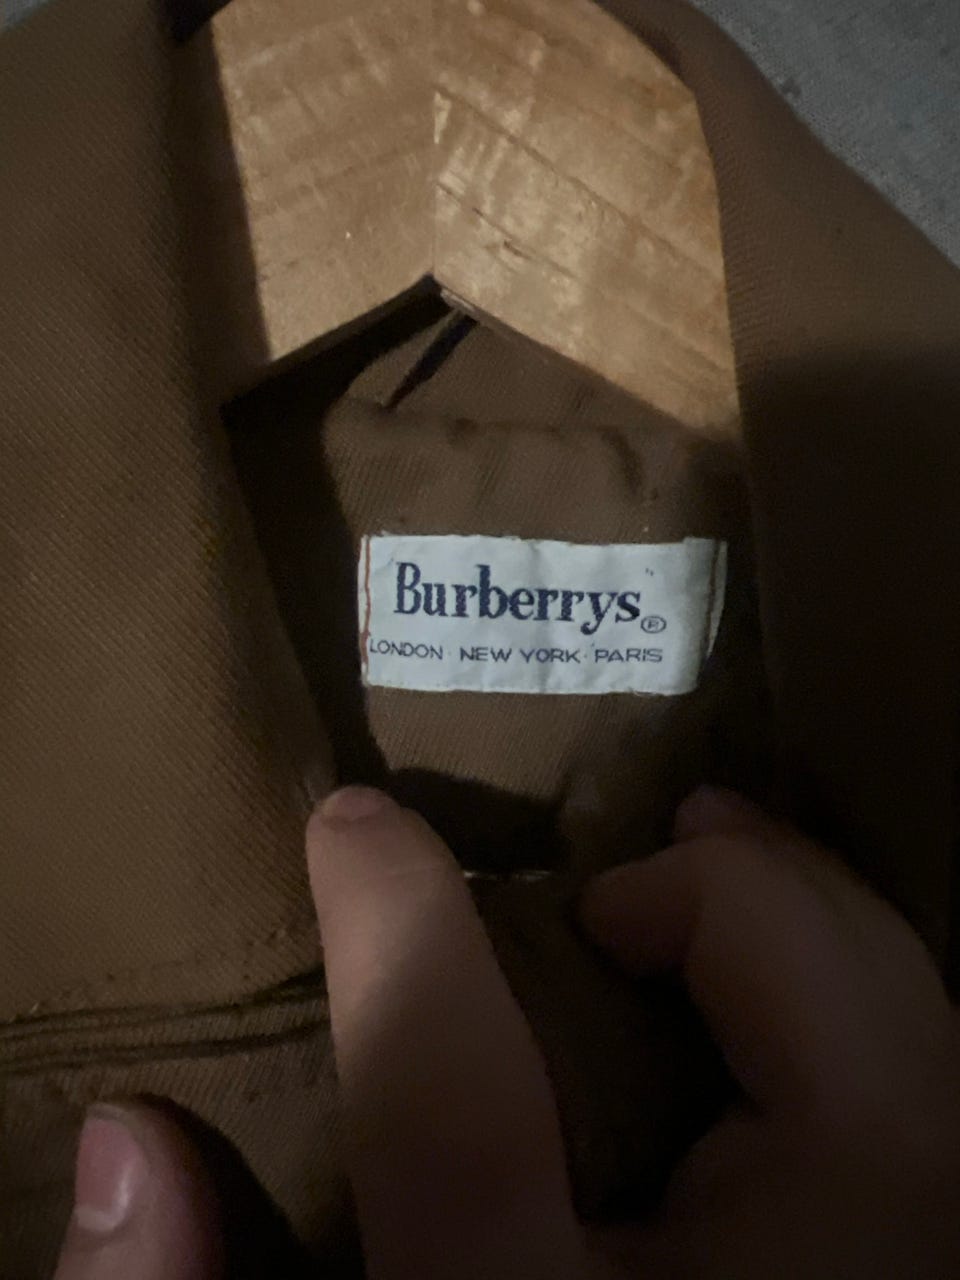 Burberrys®
LONDON · NEW YORK · PARIS